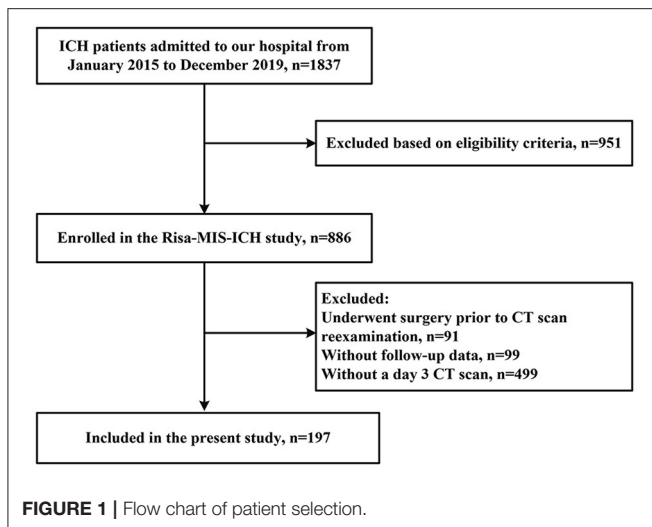 ICH patients admitted to our hospital from
January 2015 to December 2019, n=1837
Excluded based on eligibility criteria, n=951
Enrolled in the Risa-MIS-ICH study, n=886
Excluded:
Underwent surgery prior to CT scan
reexamination, n=91
Without follow-up data, n=99
Without a day 3 CT scan, n=499
Included in the present study, n=197
FIGURE 1 | Flow chart of patient selection.